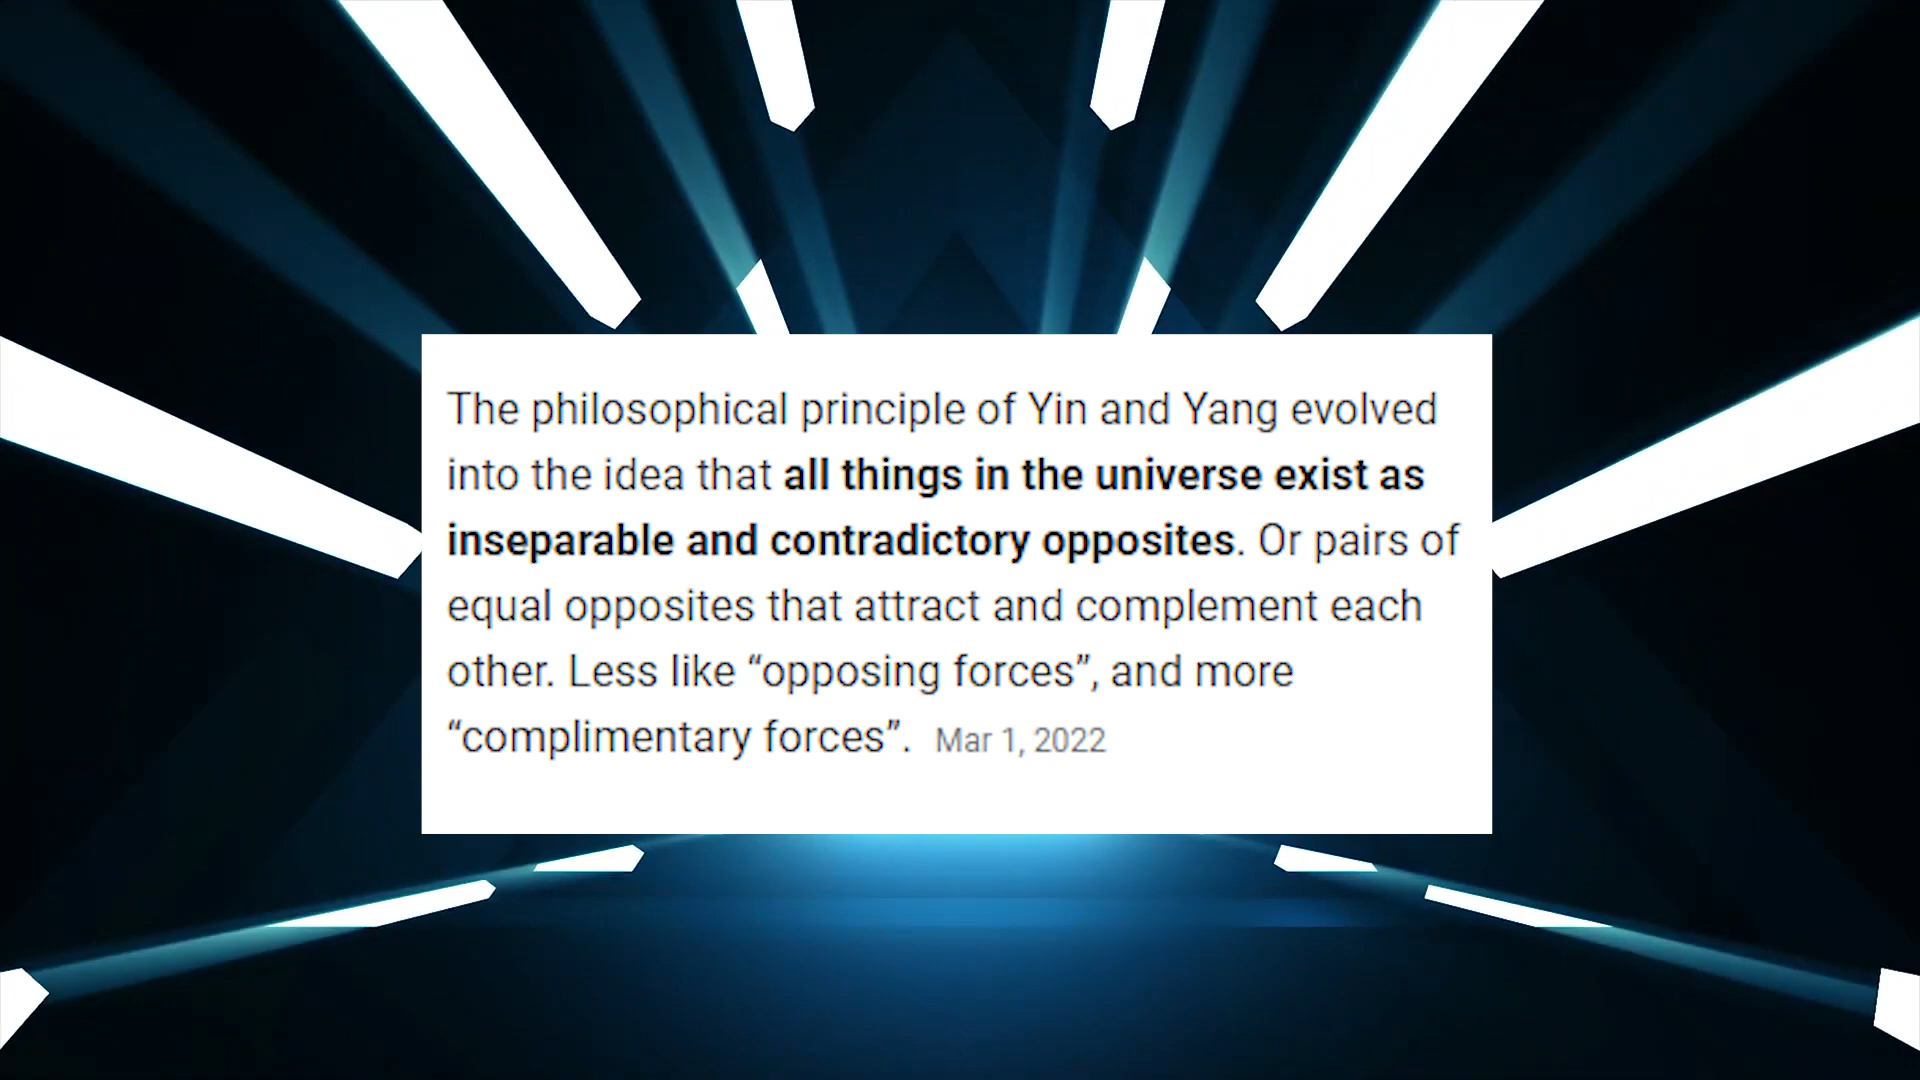 The philosophical principle of Yin and Yang evolved
into the idea that all things in the universe exist as
inseparable and contradictory opposites. Or pairs of
equal opposites that attract and complement each
other. Less like “opposing forces”, and more
“complimentary forces”. Mar 1, 2022